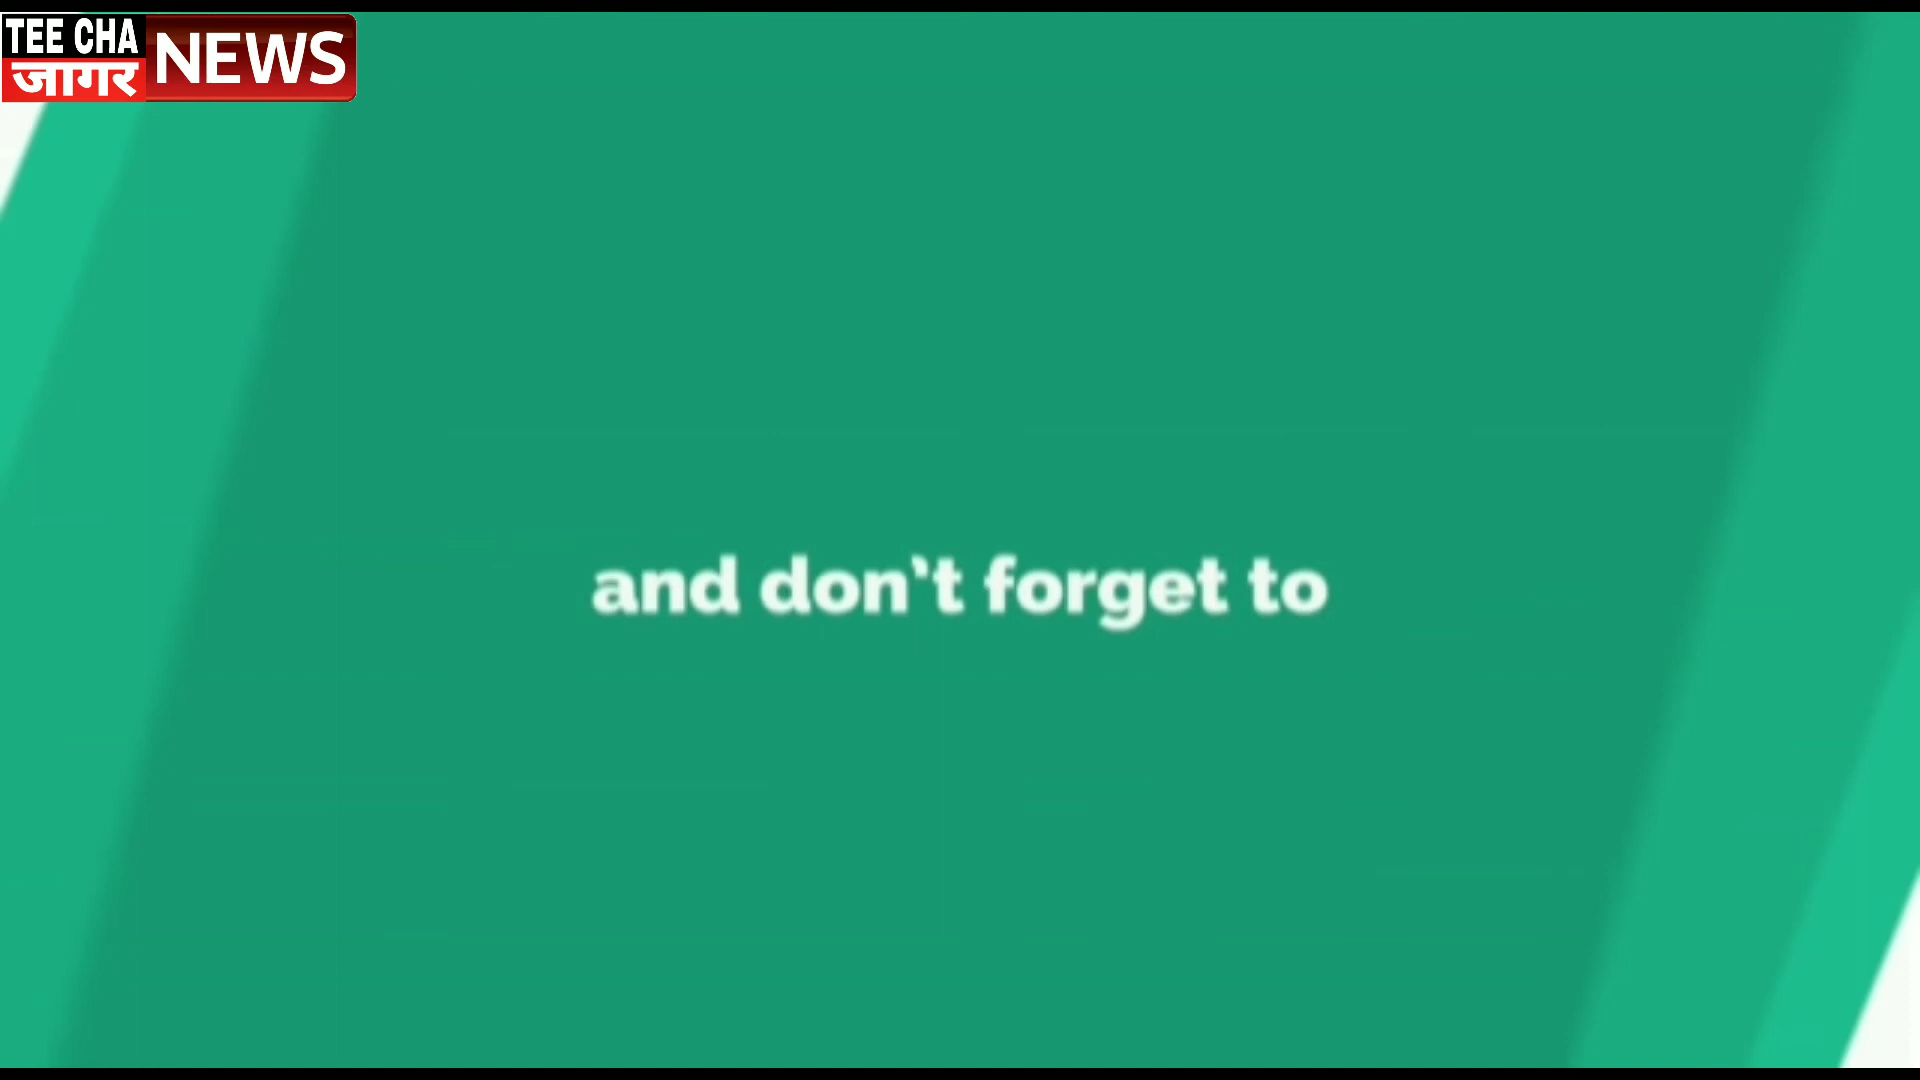 TEE CHA
जागर
NEWS
and don't forget to